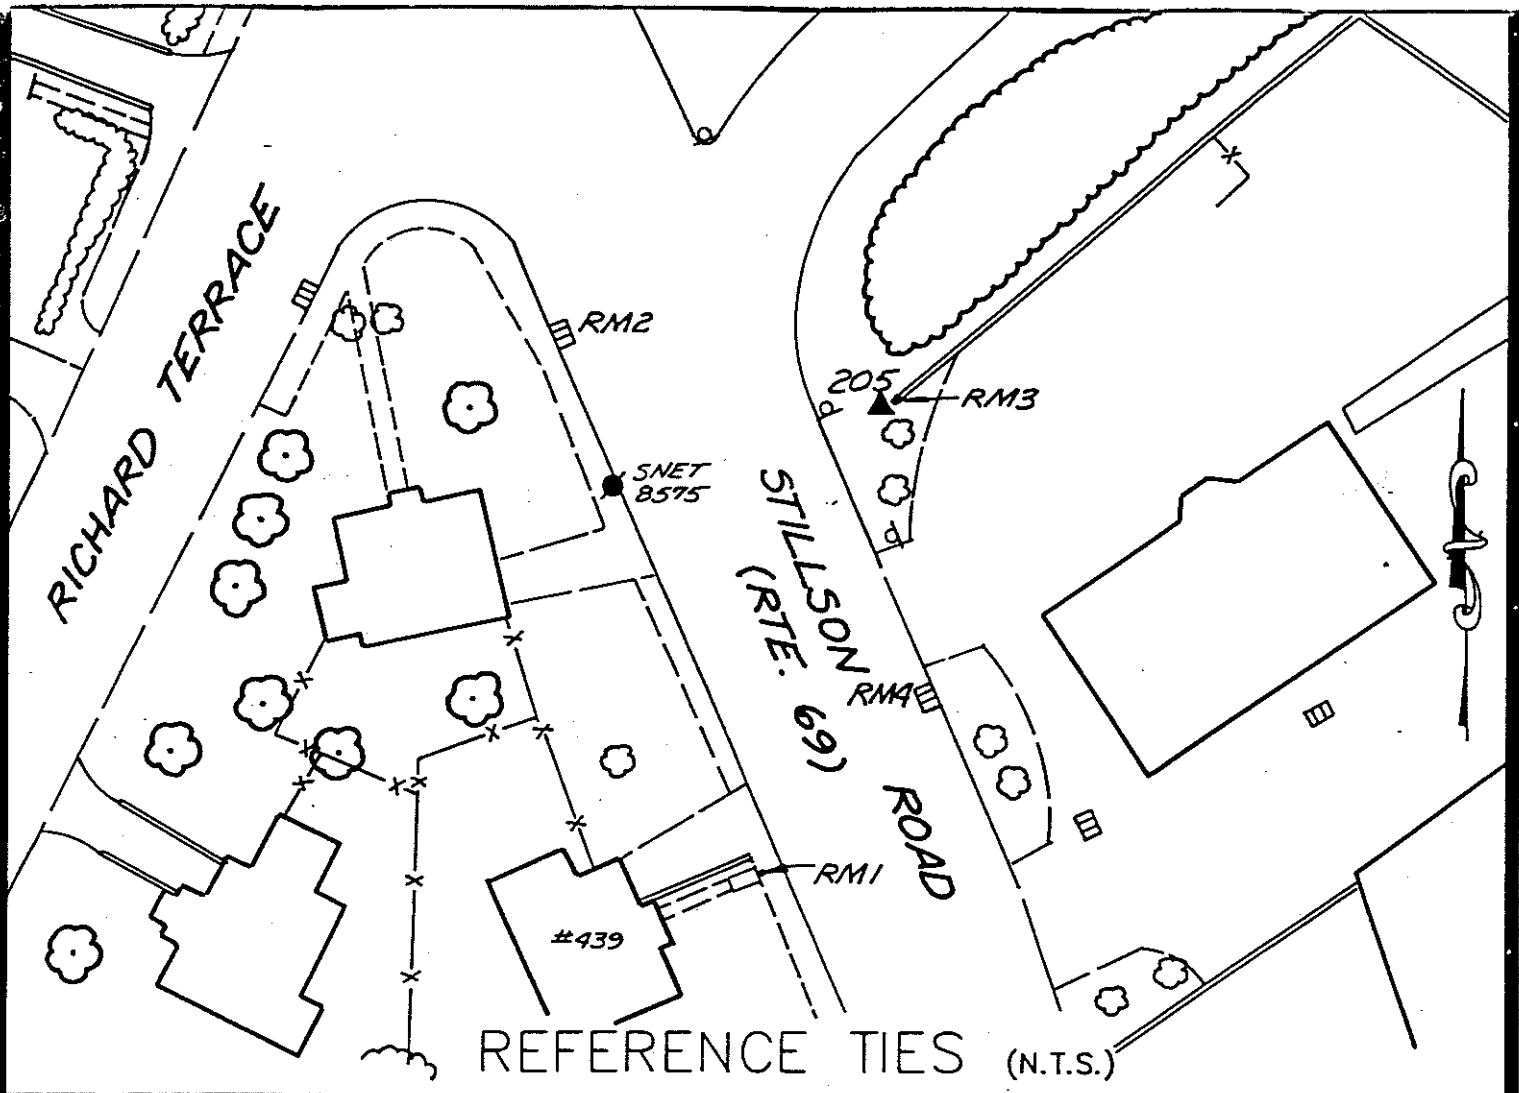 RICHARD TERRACE
RM2
205
RM3
SNET
8575
STILLSON ROAD
(RTE. 69)
RM4
RM1
#439
REFERENCE TIES (N.T.S.)